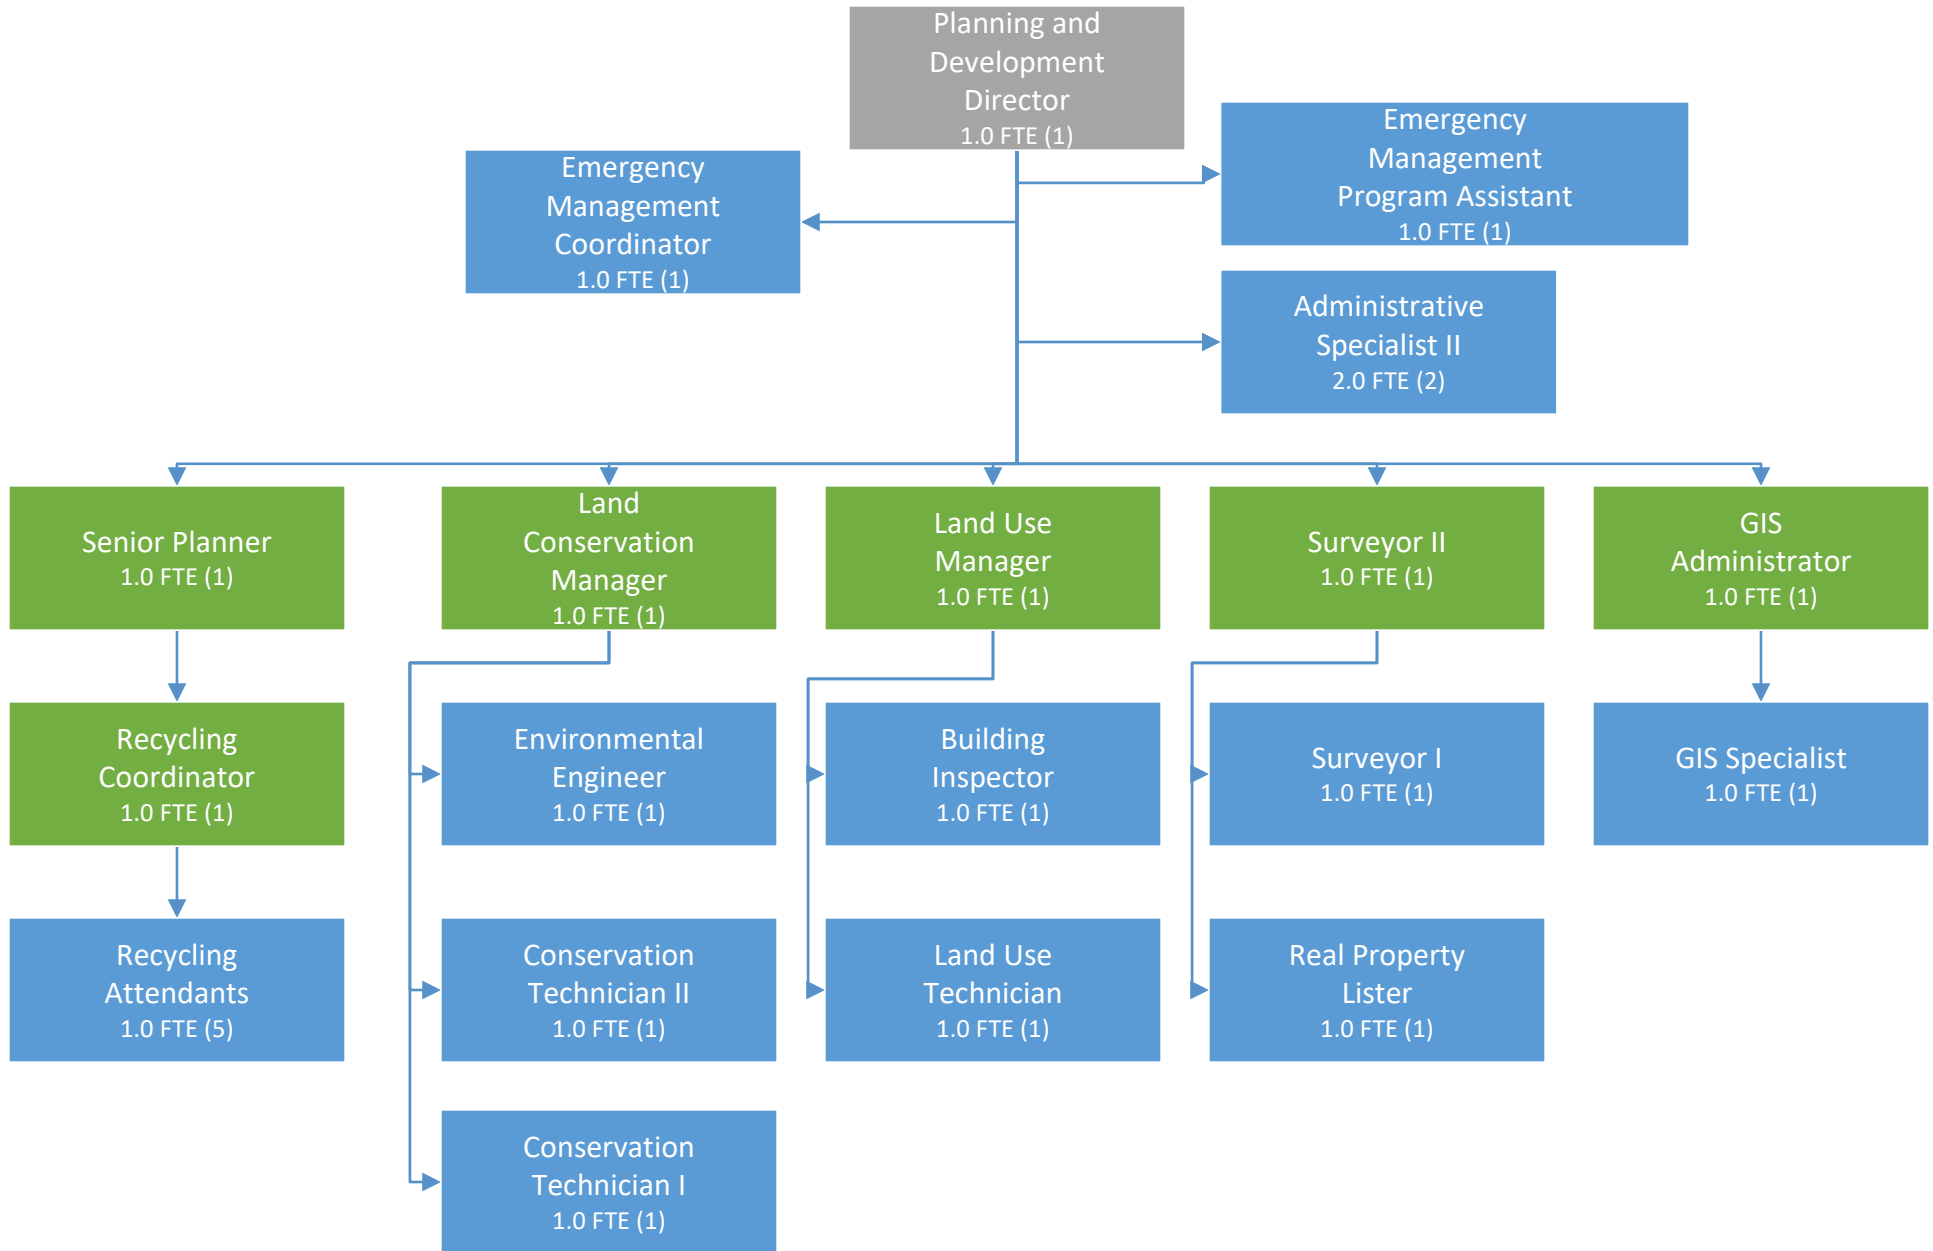 Planning and
Development
Director
1.0 FTE (1)
Emergency
Management
Program Assistant
1.0 FTE (1)
Emergency
Management
Coordinator
1.0 FTE (1)
Administrative
Specialist II
2.0 FTE (2)
Senior Planner
1.0 FTE (1)
Land
Conservation
Manager
1.0 FTE (1)
Land Use
Manager
1.0 FTE (1)
Surveyor II
1.0 FTE (1)
GIS
Administrator
1.0 FTE (1)
Recycling
Coordinator
1.0 FTE (1)
Environmental
Engineer
1.0 FTE (1)
Building
Inspector
1.0 FTE (1)
Surveyor I
1.0 FTE (1)
GIS Specialist
1.0 FTE (1)
Recycling
Attendants
1.0 FTE (5)
Conservation
Technician II
1.0 FTE (1)
Land Use
Technician
1.0 FTE (1)
Real Property
Lister
1.0 FTE (1)
Conservation
Technician I
1.0 FTE (1)